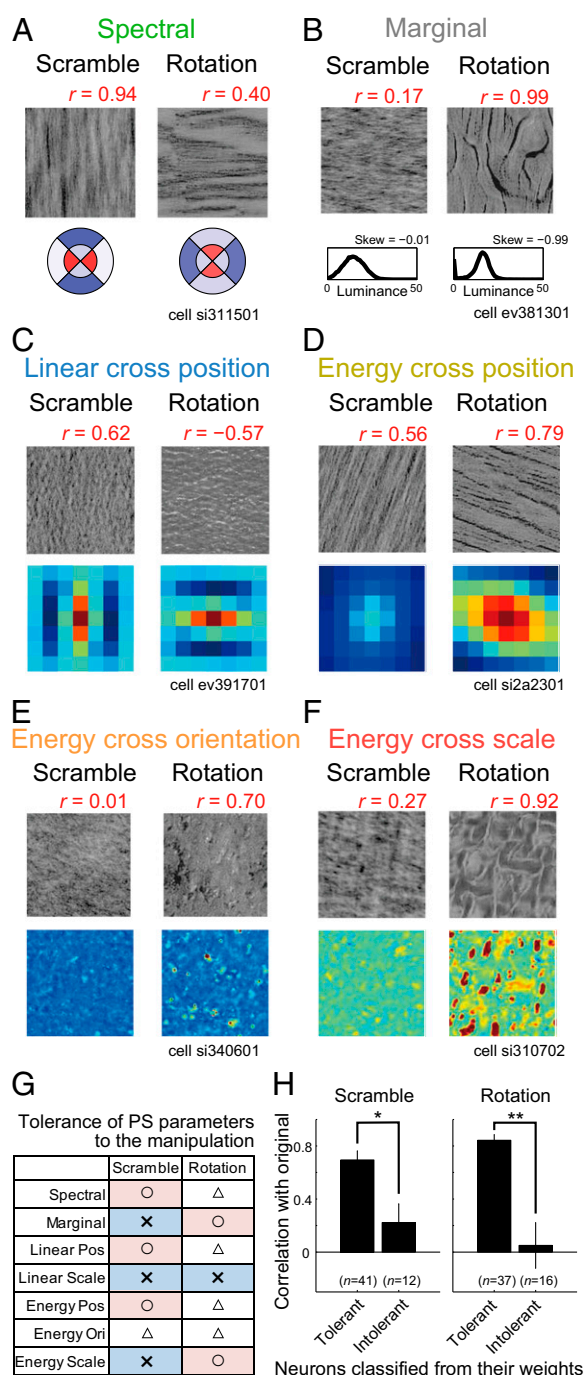 A
Spectral
Scramble Rotation
r = 0.94 r = 0.40
cell si311501
B
Marginal
Scramble Rotation
r = 0.17 r = 0.99
Skew = −0.01 Skew = −0.99
0 Luminance 50 0 Luminance 50
cell ev381301
C
Linear cross position
Scramble Rotation
r = 0.62 r = −0.57
cell ev391701
D
Energy cross position
Scramble Rotation
r = 0.56 r = 0.79
cell si2a2301
E
Energy cross orientation
Scramble Rotation
r = 0.01 r = 0.70
cell si340601
F
Energy cross scale
Scramble Rotation
r = 0.27 r = 0.92
cell si310702
G
Tolerance of PS parameters
to the manipulation
Scramble Rotation
Spectral ○ △
Marginal × ○
Linear Pos ○ △
Linear Scale × ×
Energy Pos ○ △
Energy Ori △ △
Energy Scale × ○
H
Scramble Rotation
* **
Correlation with original
0.8
0.4
0
(n=41) (n=12) (n=37) (n=16)
Tolerant Intolerant Tolerant Intolerant
Neurons classified from their weights